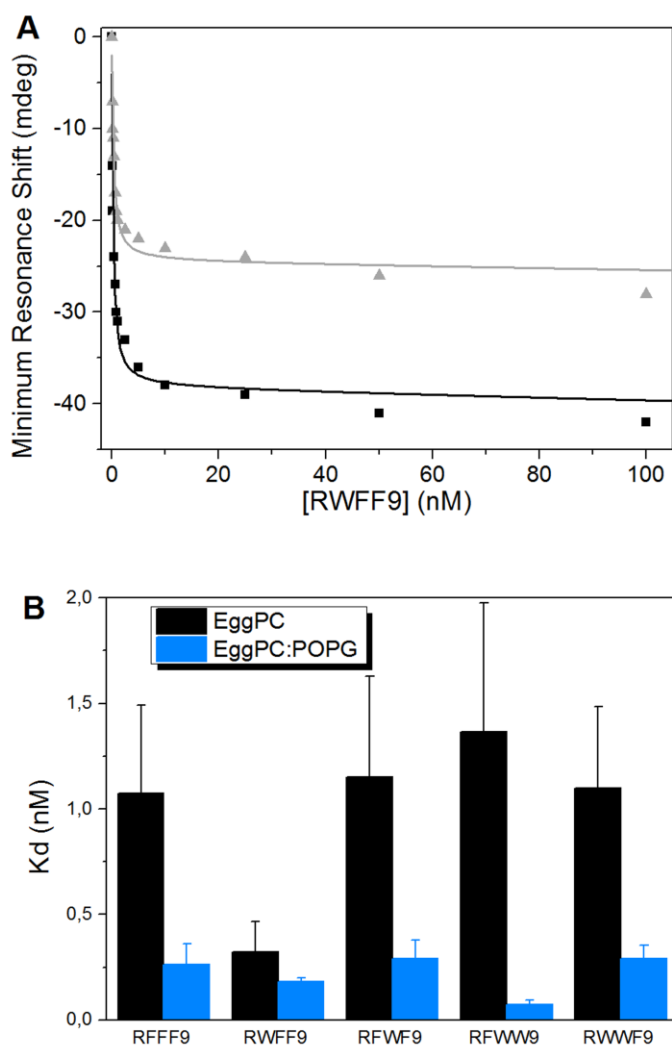 A
0
-10
-20
-30
-40
Minimum Resonance Shift (mdeg)
0 20 40 60 80 100
[RWFF9] (nM)
B
2,0
1,5
1,0
0,5
0,0
Kd (nM)
EggPC
EggPC:POPG
RFFF9 RWFF9 RFWF9 RFWW9 RWWF9